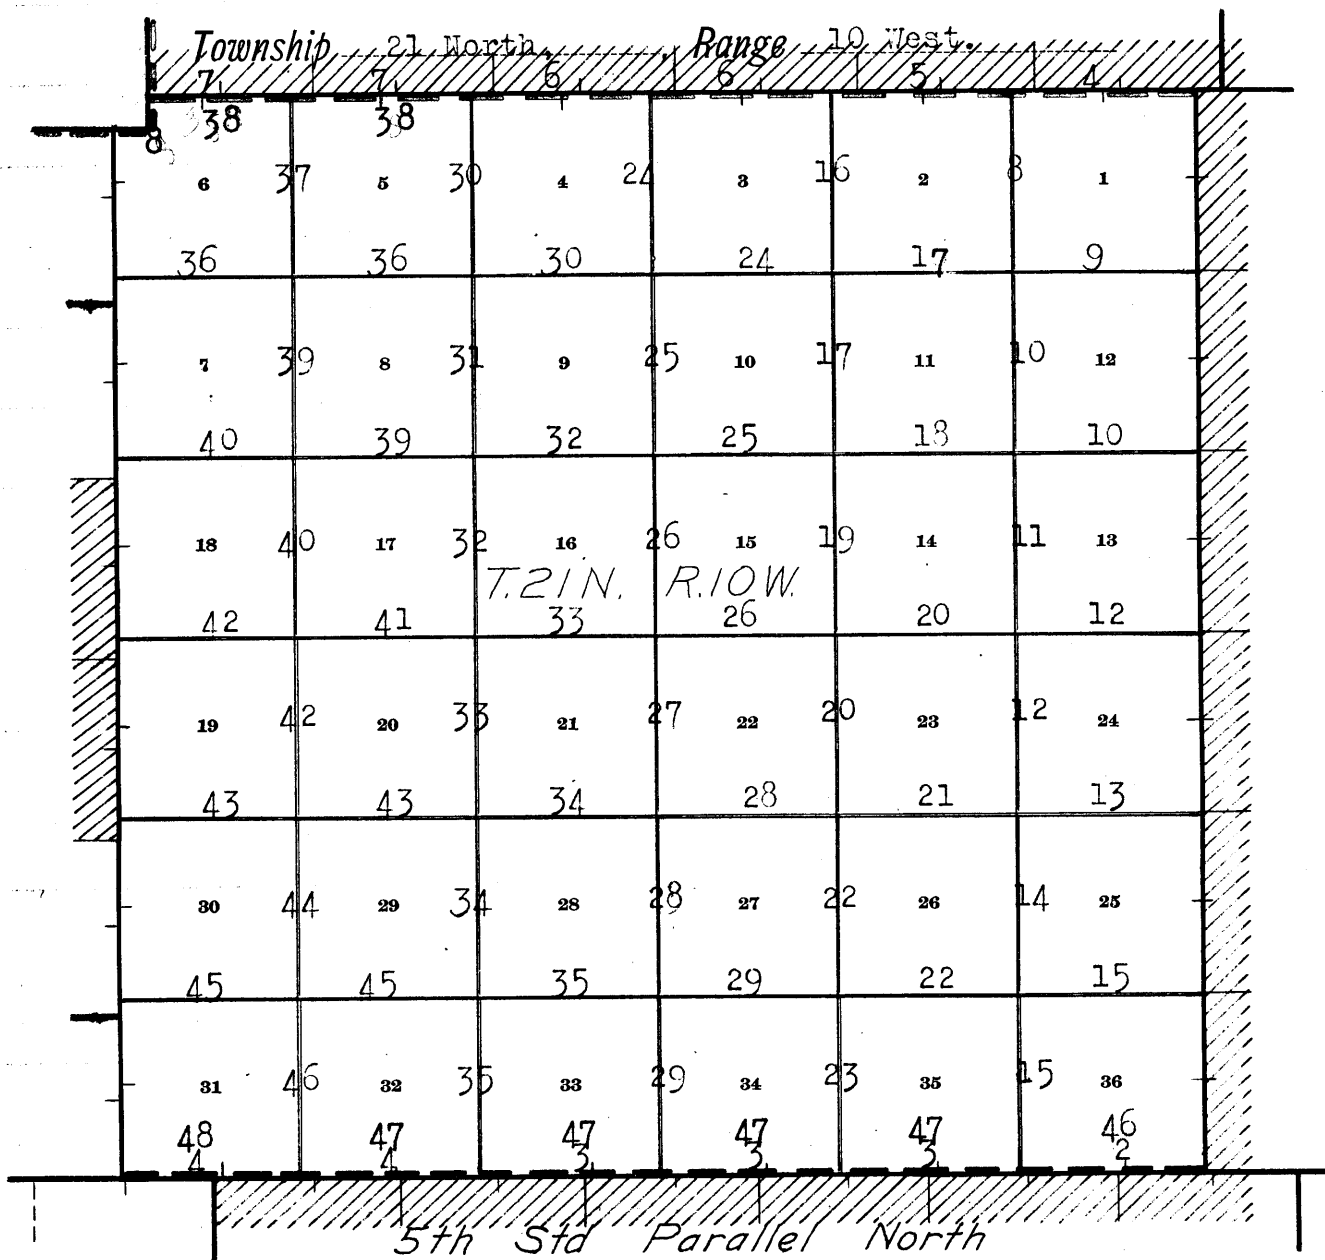 Township 21 North, Range 10 West.
7 7 6 6 5 4
38 38
8
6 37 5 30 4 24 3 16 2 8 1
36 36 30 24 17 9
7 39 8 31 9 25 10 17 11 10 12
40 39 32 25 18 10
18 40 17 32 16 26 15 19 14 11 13
T.21N. R.10W.
42 41 33 26 20 12
19 42 20 33 21 27 22 20 23 12 24
43 43 34 28 21 13
30 44 29 34 28 28 27 22 26 14 25
45 45 35 29 22 15
31 46 32 35 33 29 34 23 35 15 36
48 47 47 47 47 46
4 4 3 3 3 2
5th Std Parallel North